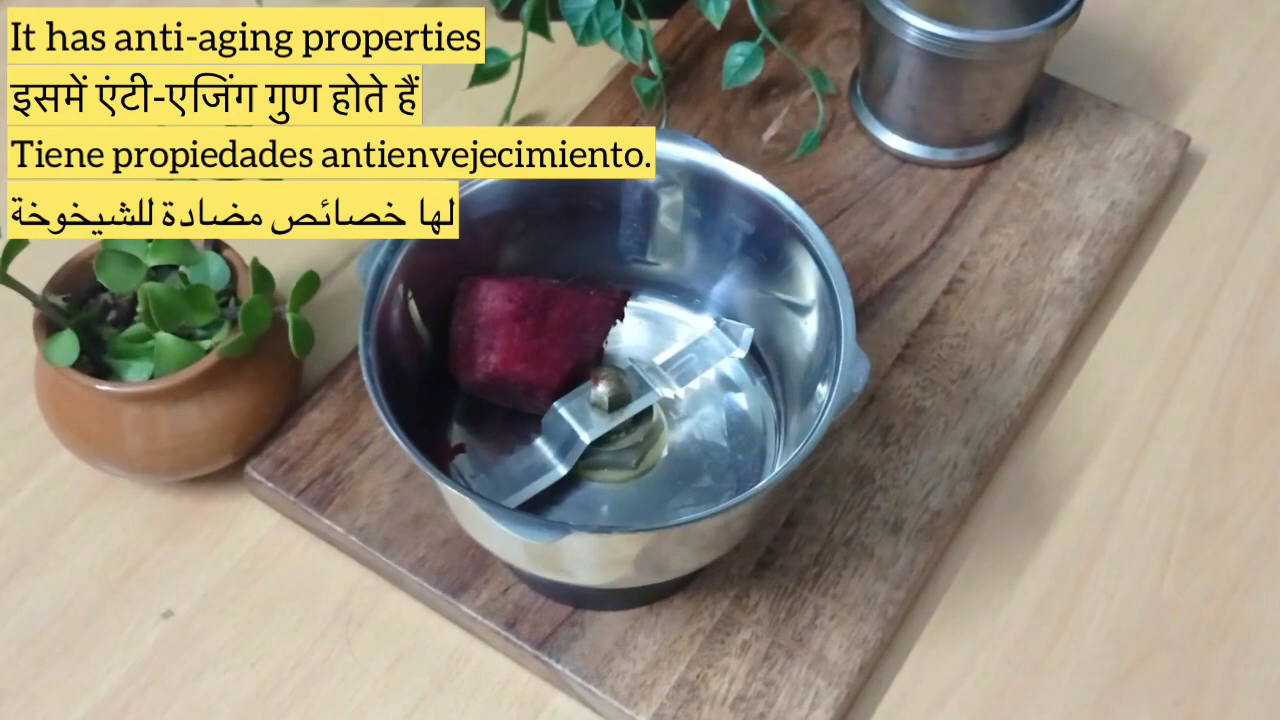 It has anti-aging properties
इसमें एंटी-एजिंग गुण होते हैं
Tiene propiedades antienvejecimiento.
لها خصائص مضادة للشيخوخة